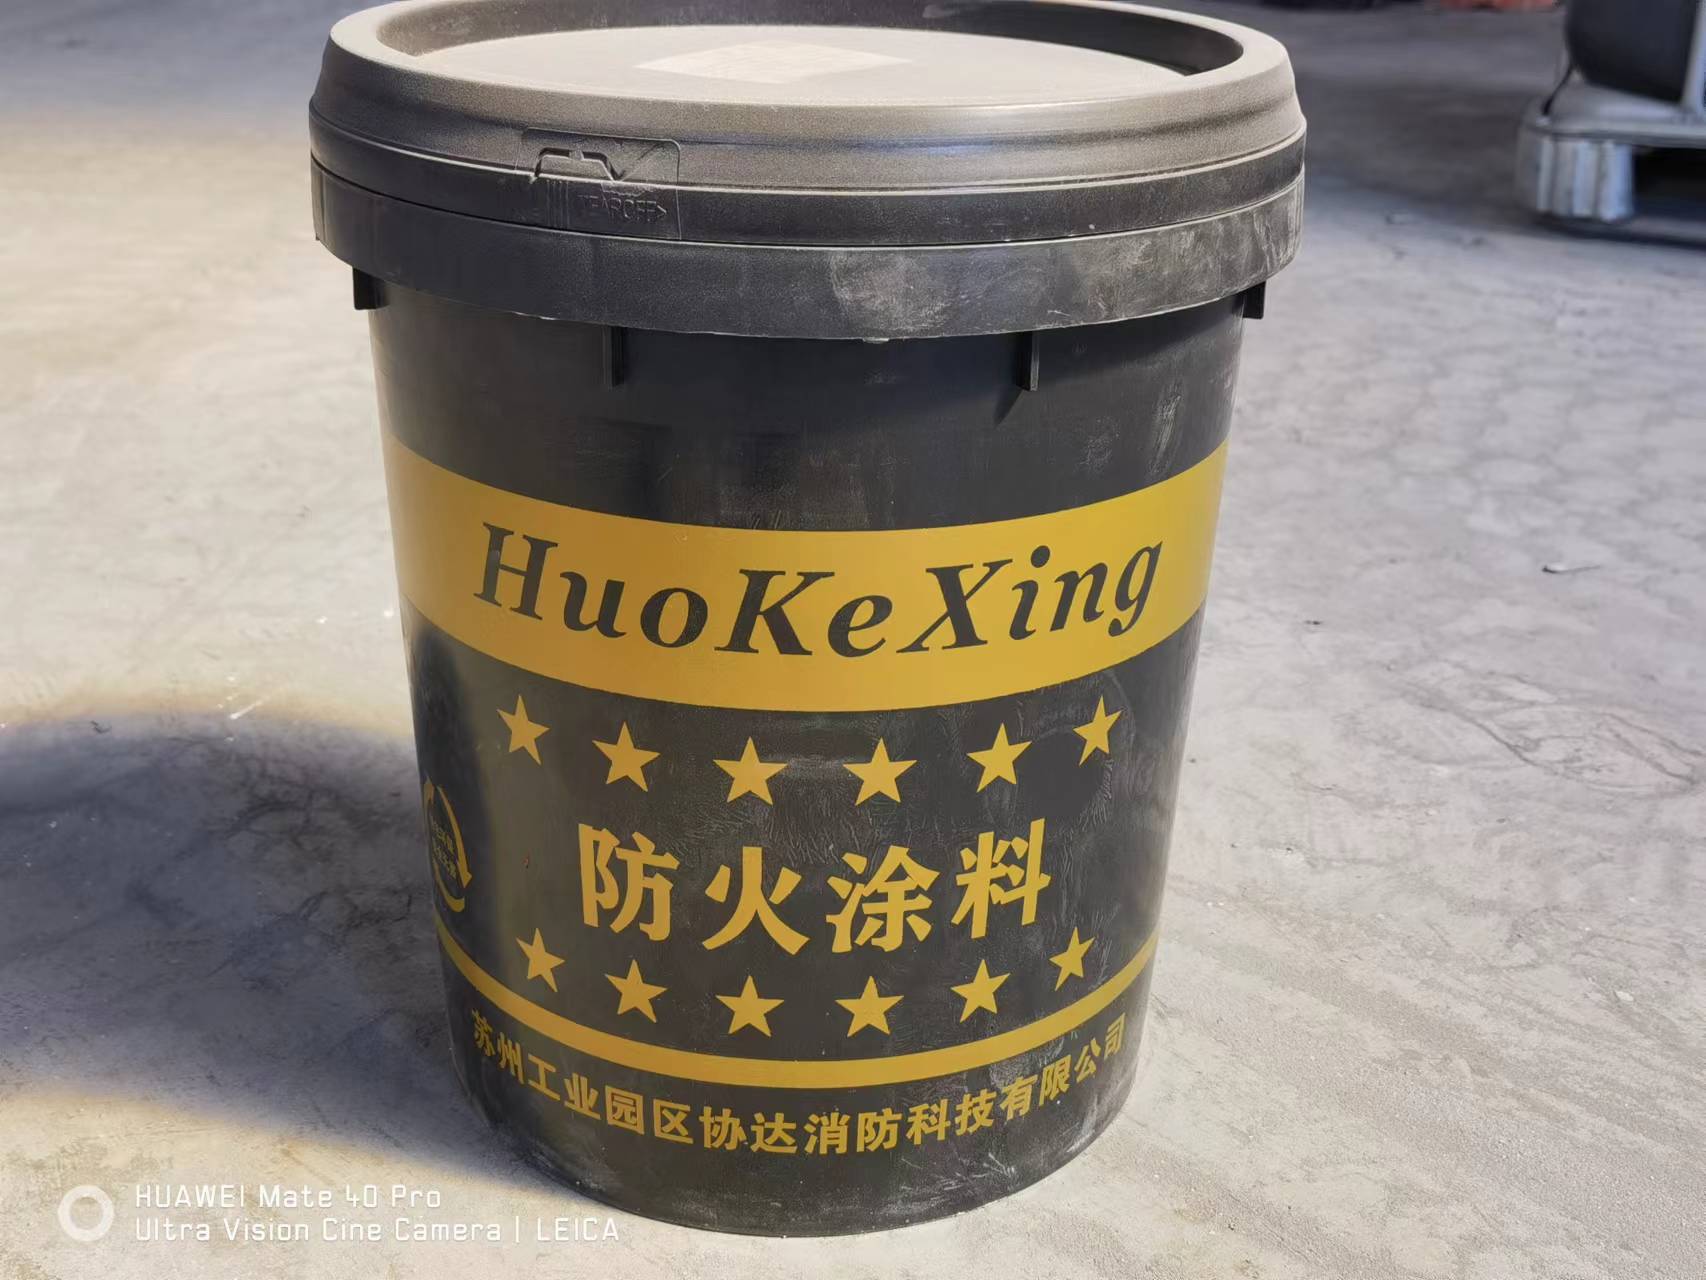 TEAROFF>
HuoKeXing
防火涂料
苏州工业园区协达消防科技有限公司
HUAWEI Mate 40 Pro
Ultra Vision Cine Camera | LEICA